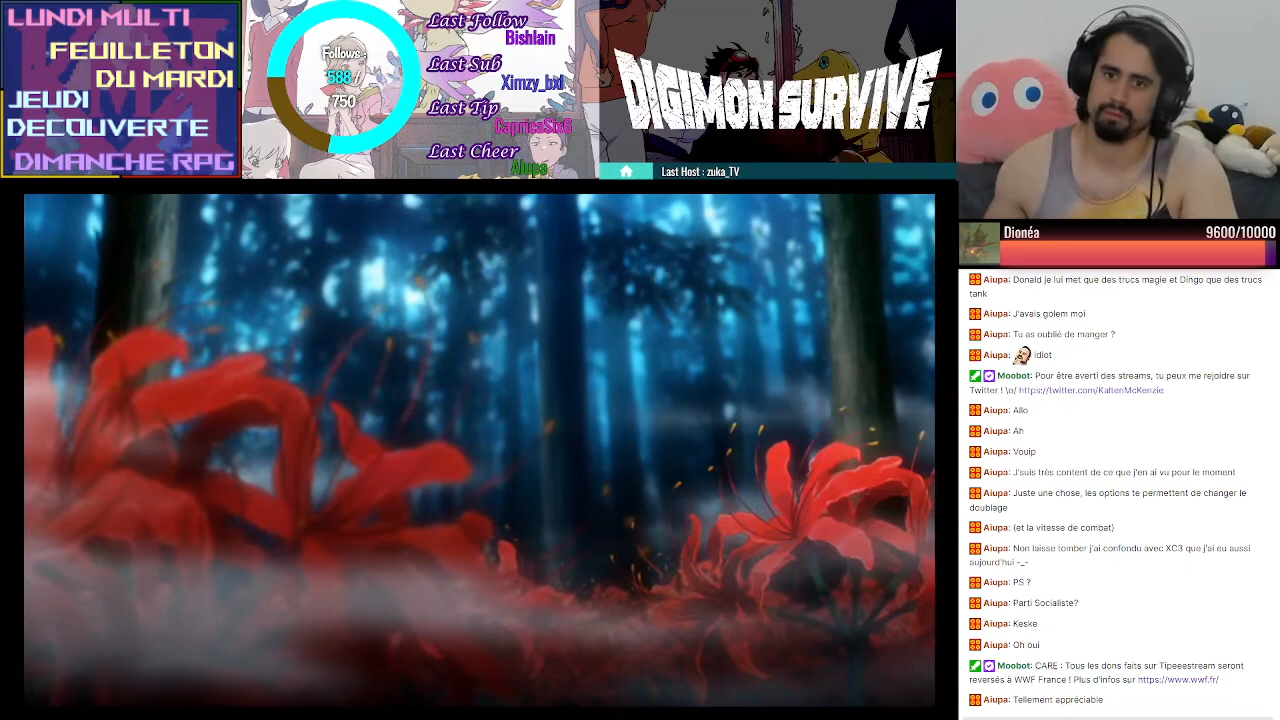 LUNDI MULTI
FEUILLETON
DU MARDI
JEUDI
DECOUVERTE
DIMANCHE RPG
Follows :
588 /
750
Last Follow
Bishlain
Last Sub
Ximzy_bxl
Last Tip
CapricaSix6
Last Cheer
Aiupa
DIGIMON SURVIVE
Last Host : zuka_TV
Dionéa 9600/10000
Aiupa: Donald je lui met que des trucs magie et Dingo que des trucs
tank
Aiupa: J'avais golem moi
Aiupa: Tu as oublié de manger ?
Aiupa: idiot
Moobot: Pour être averti des streams, tu peux me rejoindre sur
Twitter ! \o/ https://twitter.com/KaltenMcKenzie
Aiupa: Allo
Aiupa: Ah
Aiupa: Vouip
Aiupa: J'suis très content de ce que j'en ai vu pour le moment
Aiupa: Juste une chose, les options te permettent de changer le
doublage
Aiupa: (et la vitesse de combat)
Aiupa: Non laisse tomber j'ai confondu avec XC3 que j'ai eu aussi
aujourd'hui -_-
Aiupa: PS ?
Aiupa: Parti Socialiste?
Aiupa: Keske
Aiupa: Oh oui
Moobot: CARE : Tous les dons faits sur Tipeeestream seront
reversés à WWF France ! Plus d'infos sur https://www.wwf.fr/
Aiupa: Tellement appréciable